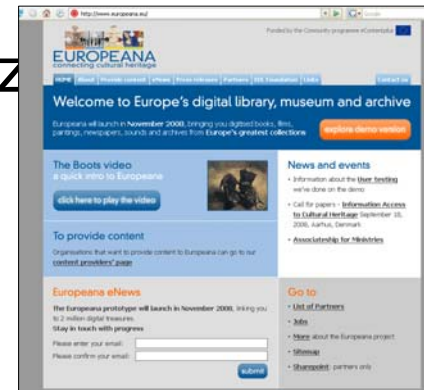 http://www.europeana.eu/
Z
Funded by the Community programme eContentplus
EUROPEANA
connecting cultural heritage
HOME About Provide content eNews Press releases Partners EDL Foundation Links Contact us
Welcome to Europe's digital library, museum and archive
Europeana will launch in November 2008, bringing you digitised books, films,
paintings, newspapers, sounds and archives from Europe's greatest collections
explore demo version
The Boots video
a quick intro to Europeana
click here to play the video
News and events
• Information about the User testing
we've done on the demo
• Call for papers - Information Access
to Cultural Heritage September 18,
2008, Aarhus, Denmark
• Associateship for Ministries
To provide content
Organisations that want to provide content to Europeana can go to our
content providers' page
Europeana eNews
The Europeana prototype will launch in November 2008, linking you
to 2 million digital treasures.
Stay in touch with progress
Please enter your email:
Please confirm your email:
submit
Go to
• List of Partners
• Jobs
• More about the Europeana project
• Sitemap
• Sharepoint: partners only